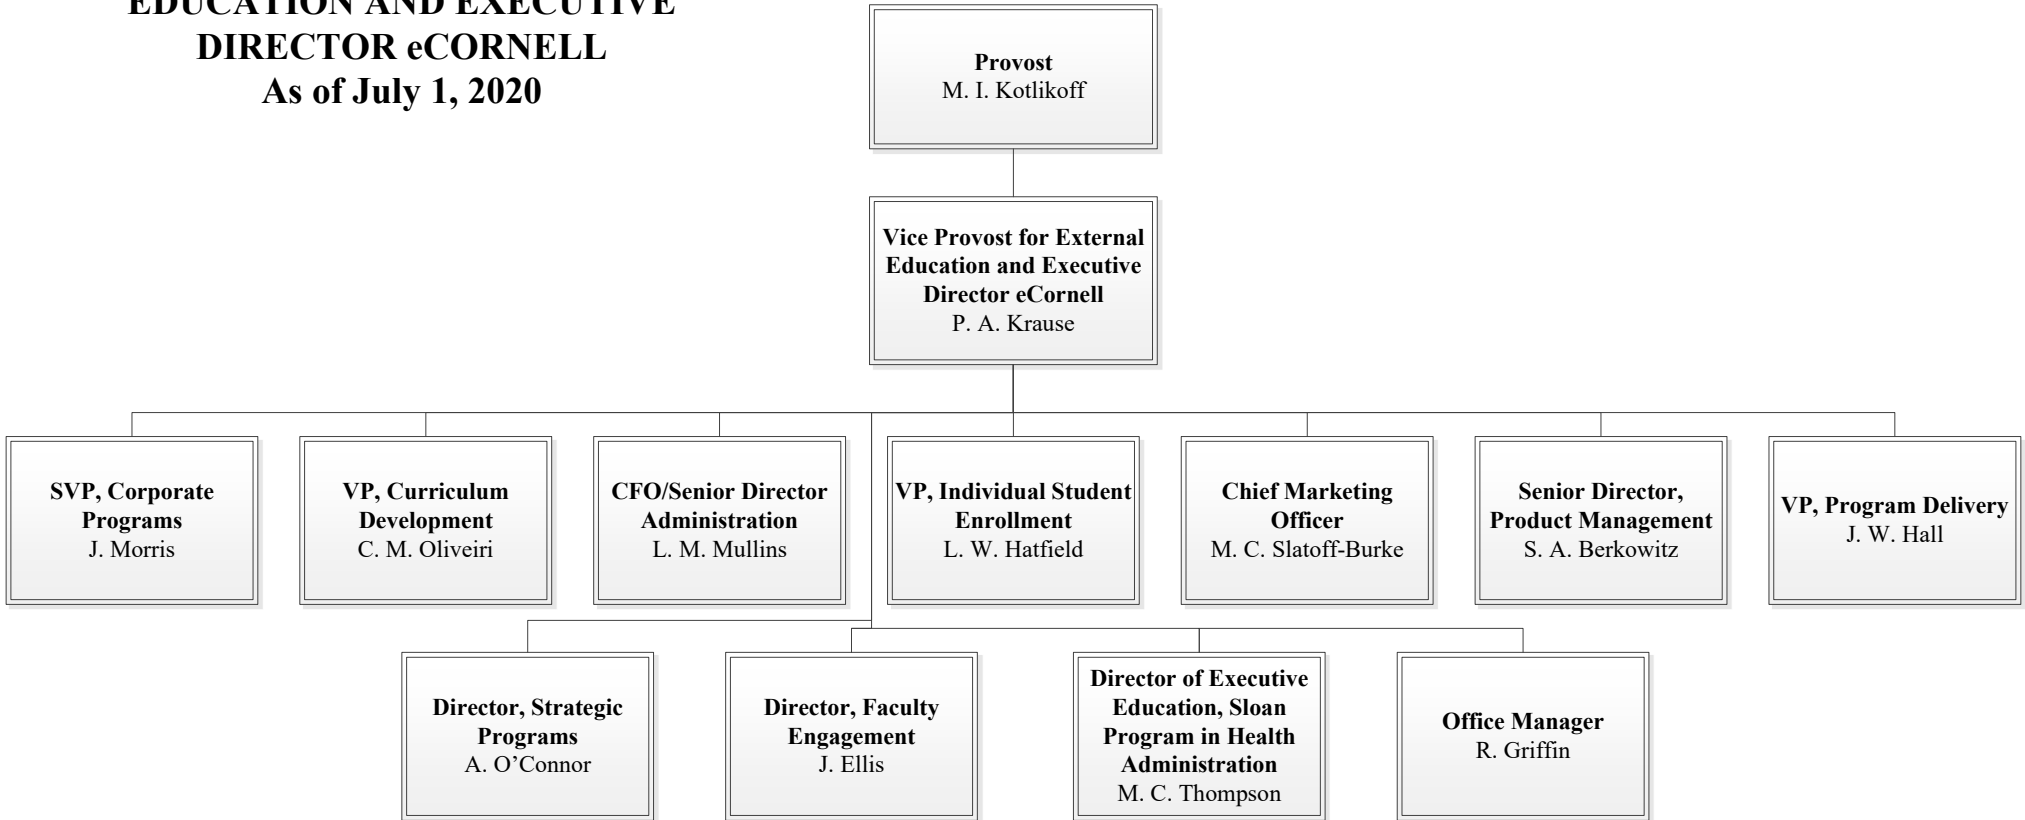 EDUCATION AND EXECUTIVE
DIRECTOR eCORNELL
As of July 1, 2020
Provost
M. I. Kotlikoff
Vice Provost for External
Education and Executive
Director eCornell
P. A. Krause
SVP, Corporate
Programs
J. Morris
VP, Curriculum
Development
C. M. Oliveiri
CFO/Senior Director
Administration
L. M. Mullins
VP, Individual Student
Enrollment
L. W. Hatfield
Chief Marketing
Officer
M. C. Slatoff-Burke
Senior Director,
Product Management
S. A. Berkowitz
VP, Program Delivery
J. W. Hall
Director, Strategic
Programs
A. O’Connor
Director, Faculty
Engagement
J. Ellis
Director of Executive
Education, Sloan
Program in Health
Administration
M. C. Thompson
Office Manager
R. Griffin